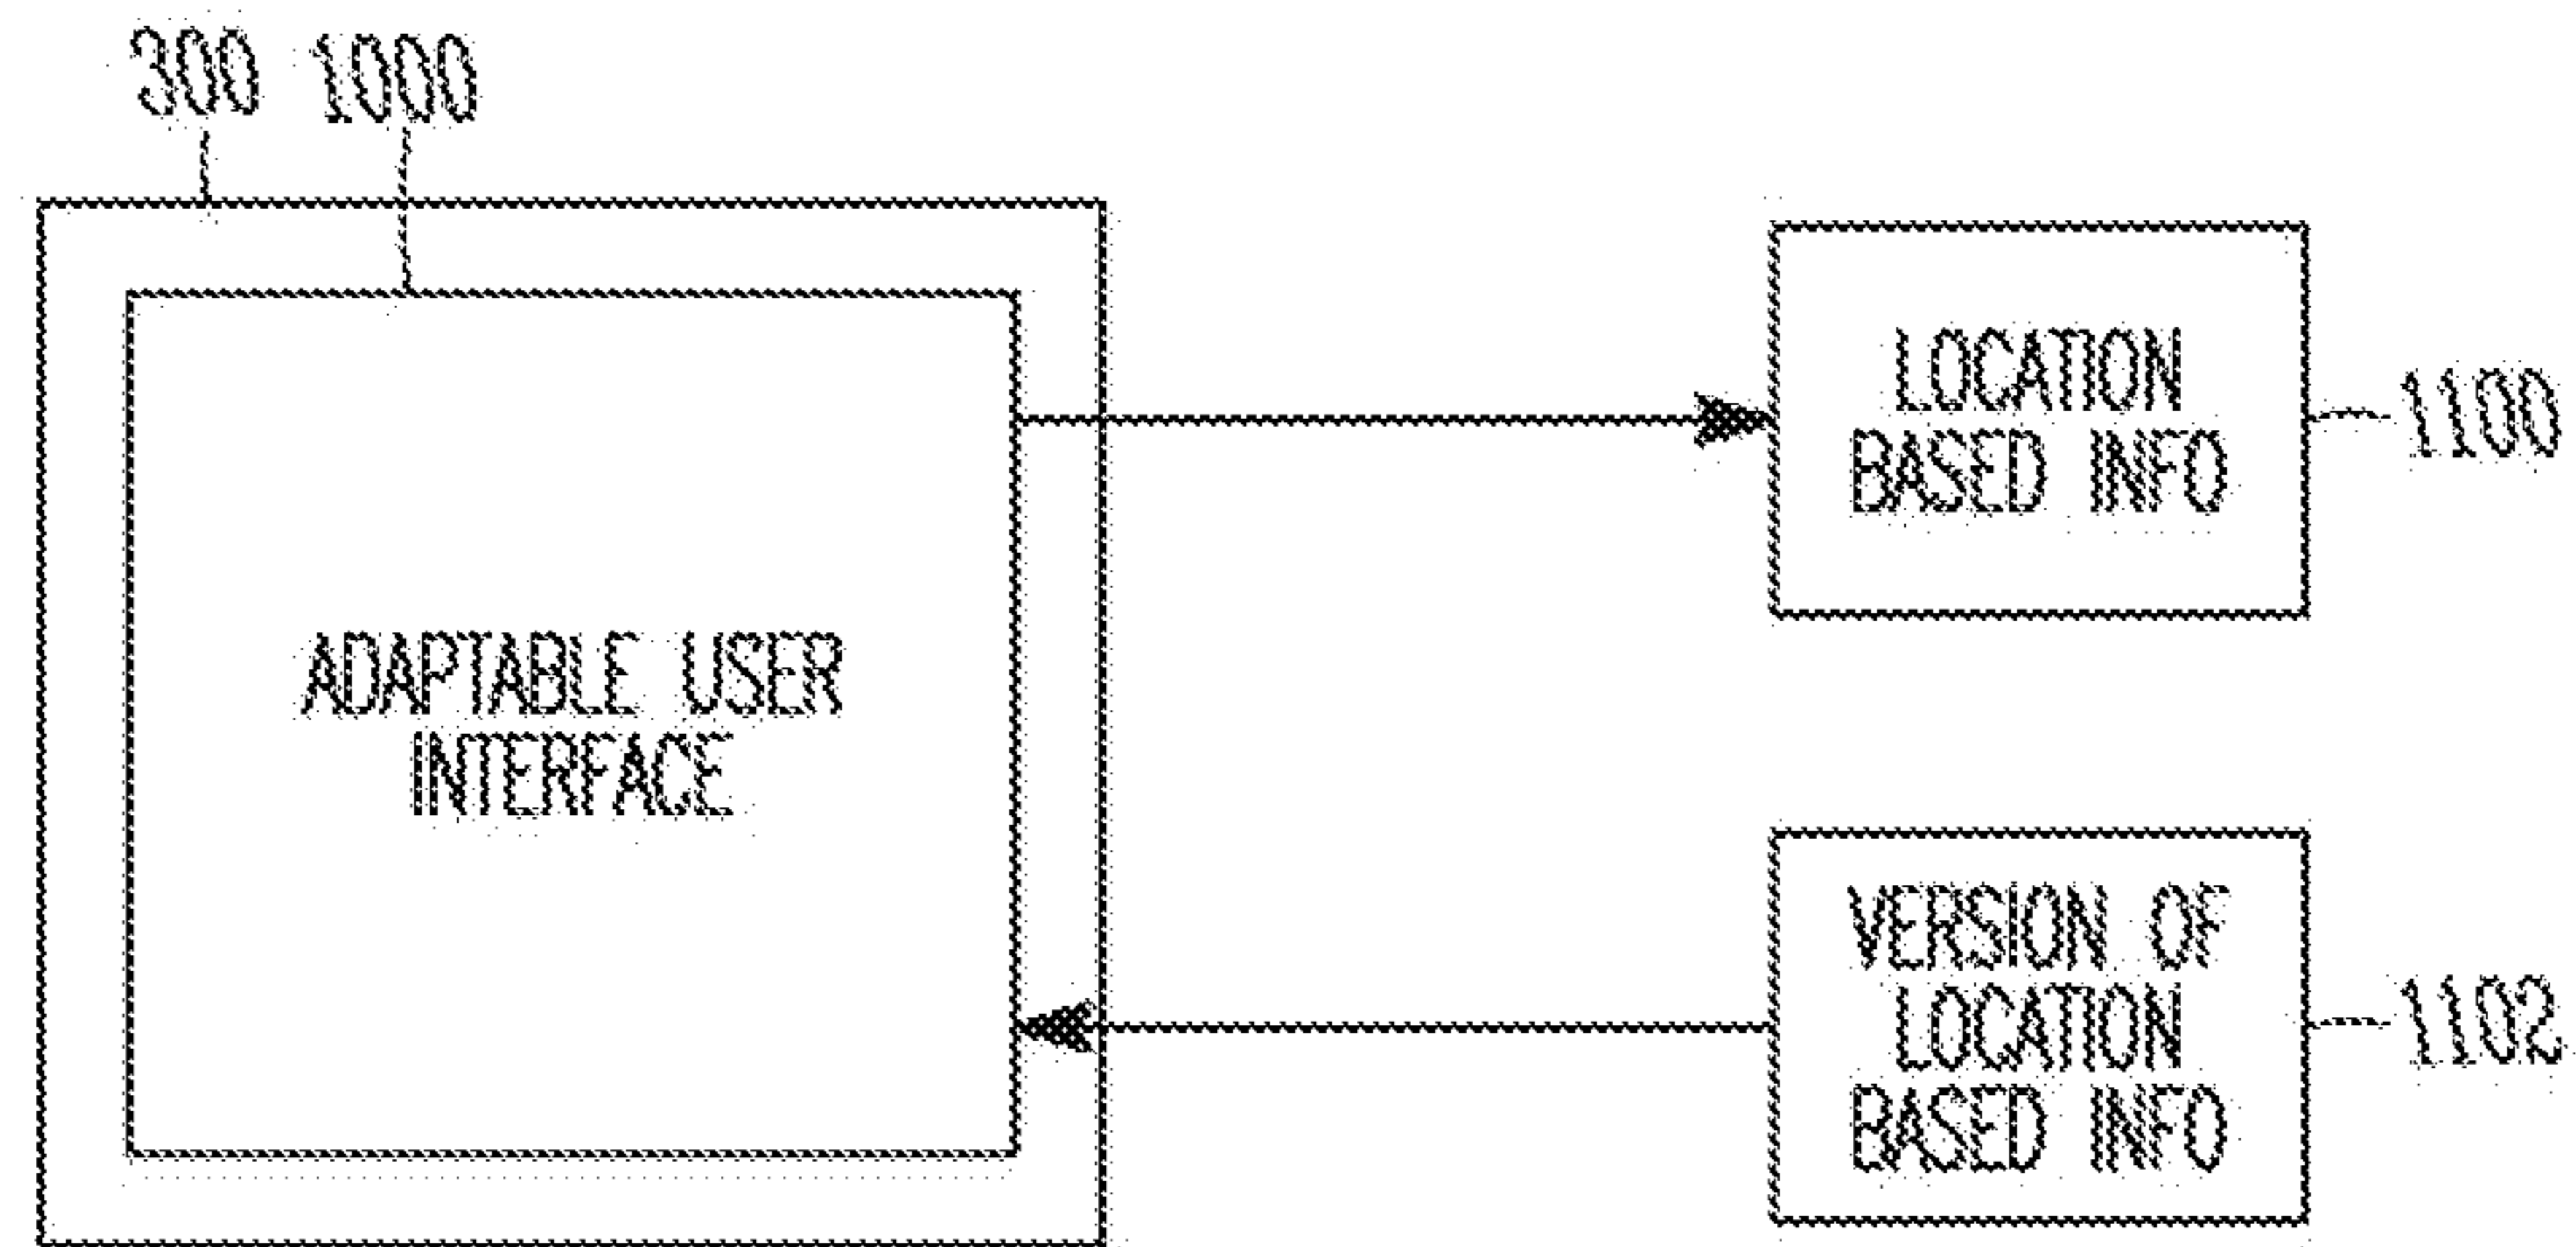 300 1000
LOCATION
BASED INFO
1100
ADAPTABLE USER
INTERFACE
VERSION OF
LOCATION
BASED INFO
1102